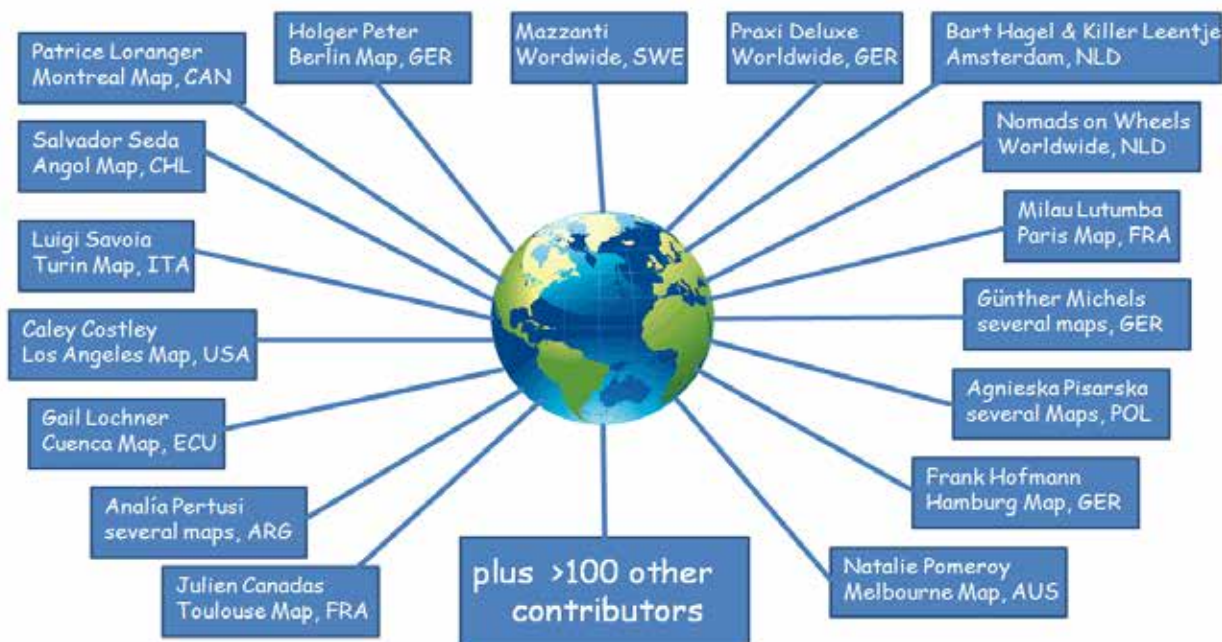 Patrice Loranger
Montreal Map, CAN
Holger Peter
Berlin Map, GER
Mazzanti
Wordwide, SWE
Praxi Deluxe
Worldwide, GER
Bart Hagel & Killer Leentje
Amsterdam, NLD
Salvador Seda
Angol Map, CHL
Nomads on Wheels
Worldwide, NLD
Luigi Savoia
Turin Map, ITA
Milau Lutumba
Paris Map, FRA
Caley Costley
Los Angeles Map, USA
Günther Michels
several maps, GER
Gail Lochner
Cuenca Map, ECU
Agnieska Pisarska
several Maps, POL
Analía Pertusi
several maps, ARG
Frank Hofmann
Hamburg Map, GER
Julien Canadas
Toulouse Map, FRA
plus >100 other
contributors
Natalie Pomeroy
Melbourne Map, AUS